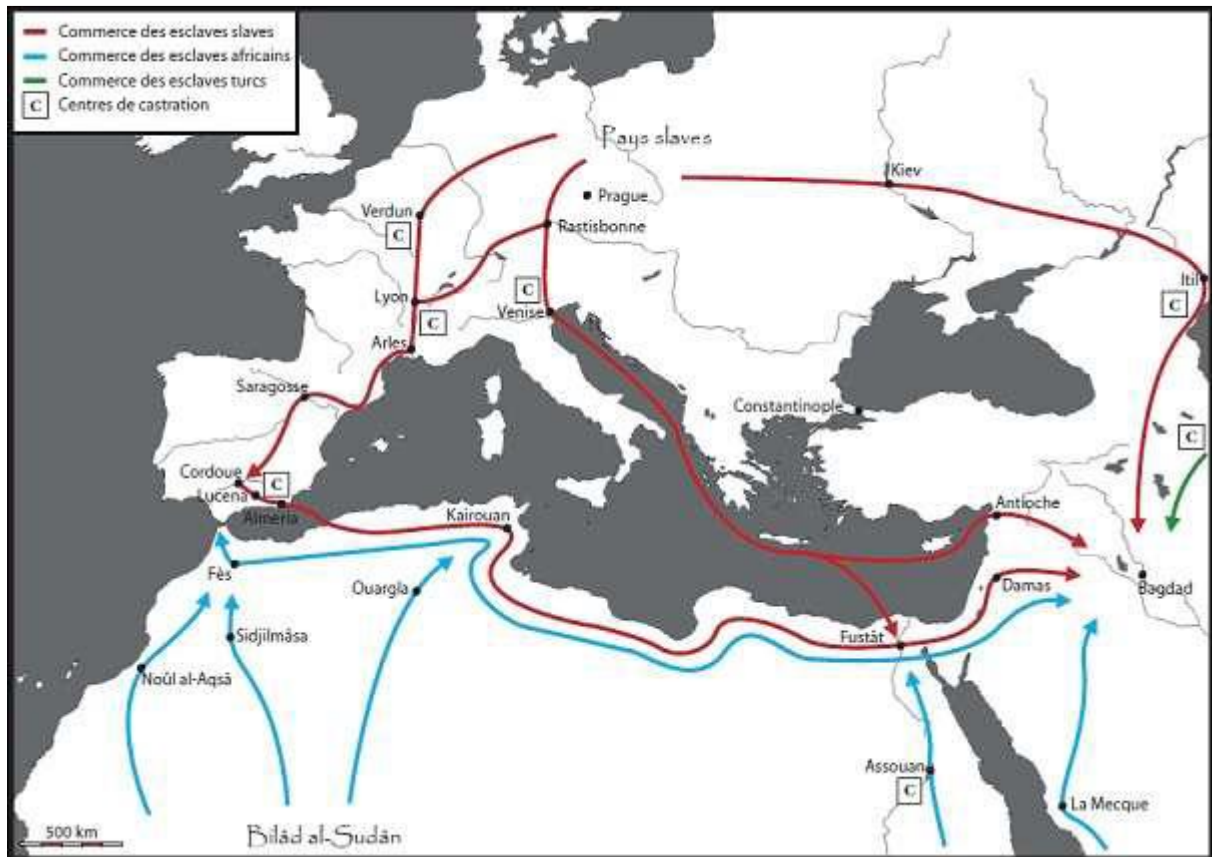 Commerce des esclaves slaves
Commerce des esclaves africains
Commerce des esclaves turcs
C Centres de castration
Pays slaves
Kiev
Prague
Verdun
C
Rastisbonne
Itil
C
Lyon
C
Venise
C
Arles
Saragosse
Constantinople
C
Cordoue
C
Lucena
Almería
Kairouan
Antioche
Fès
Ouargla
Damas
Bagdad
Sidjilmâsa
Fustât
Noûl al-Aqsâ
Assouan
C
La Mecque
500 km
Bilâd al-Sudân